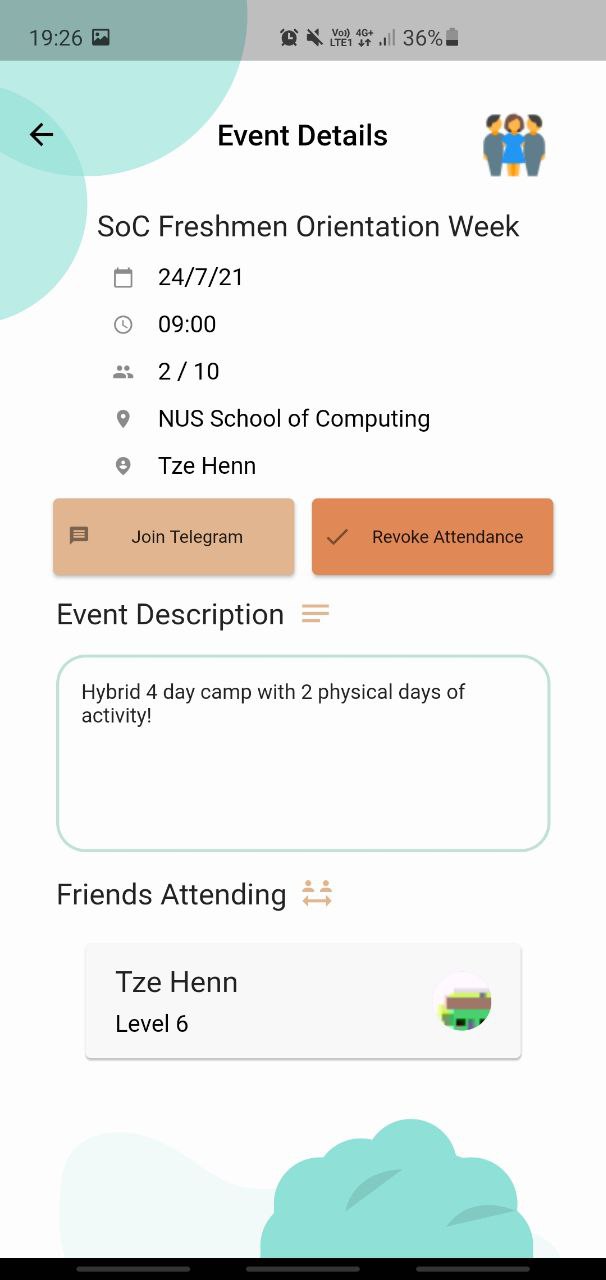 19:26
Vo)) 4G+ 36%
LTE1
Event Details
SoC Freshmen Orientation Week
24/7/21
09:00
2 / 10
NUS School of Computing
Tze Henn
Join Telegram
Revoke Attendance
Event Description
Hybrid 4 day camp with 2 physical days of
activity!
Friends Attending
Tze Henn
Level 6